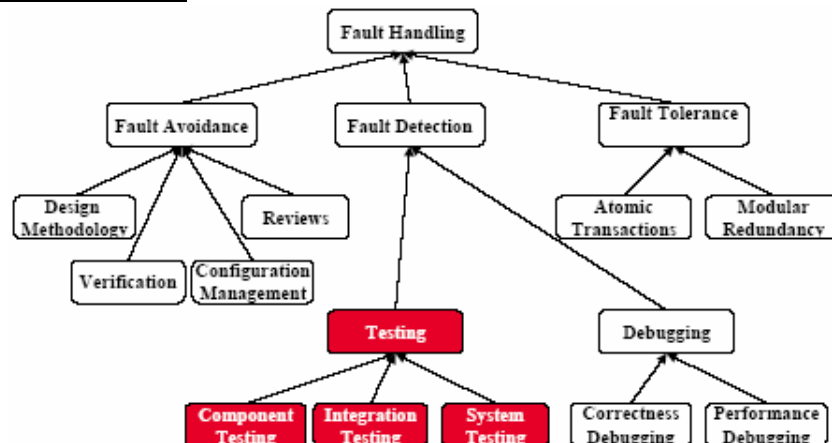 Fault Handling
Fault Avoidance
Fault Detection
Fault Tolerance
Design
Methodology
Reviews
Atomic
Transactions
Modular
Redundancy
Verification
Configuration
Management
Testing
Debugging
Component
Testing
Integration
Testing
System
Testing
Correctness
Debugging
Performance
Debugging